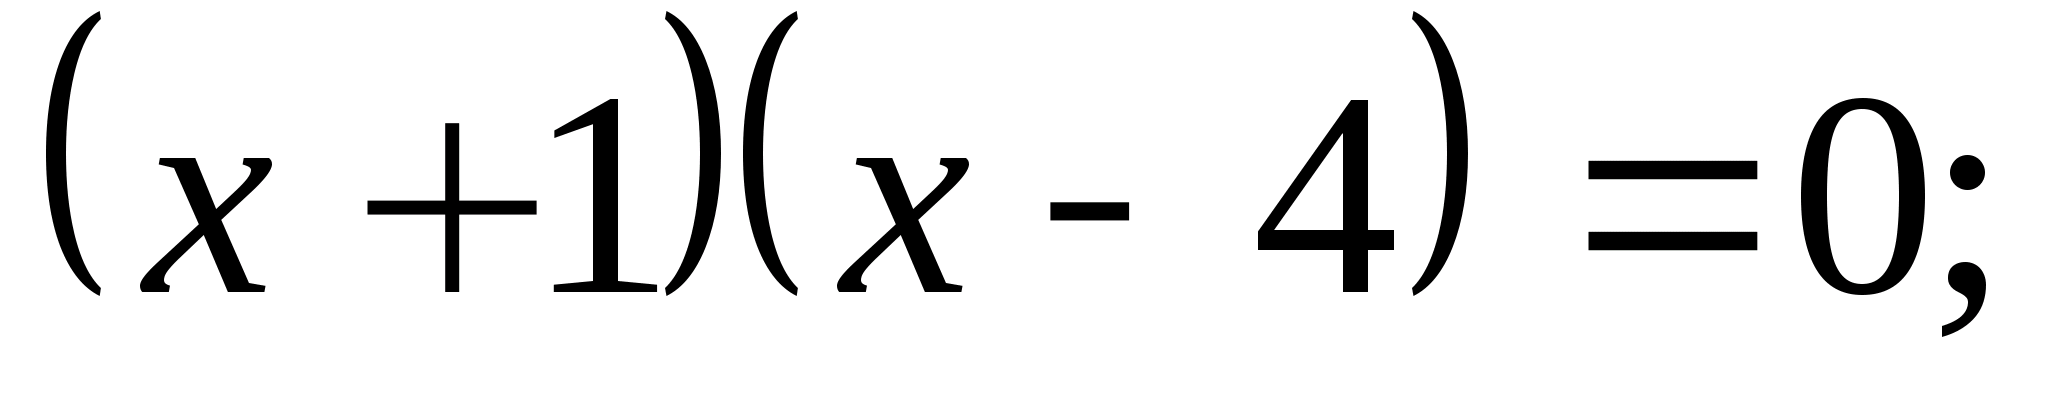 (x +1)(x - 4) =0;